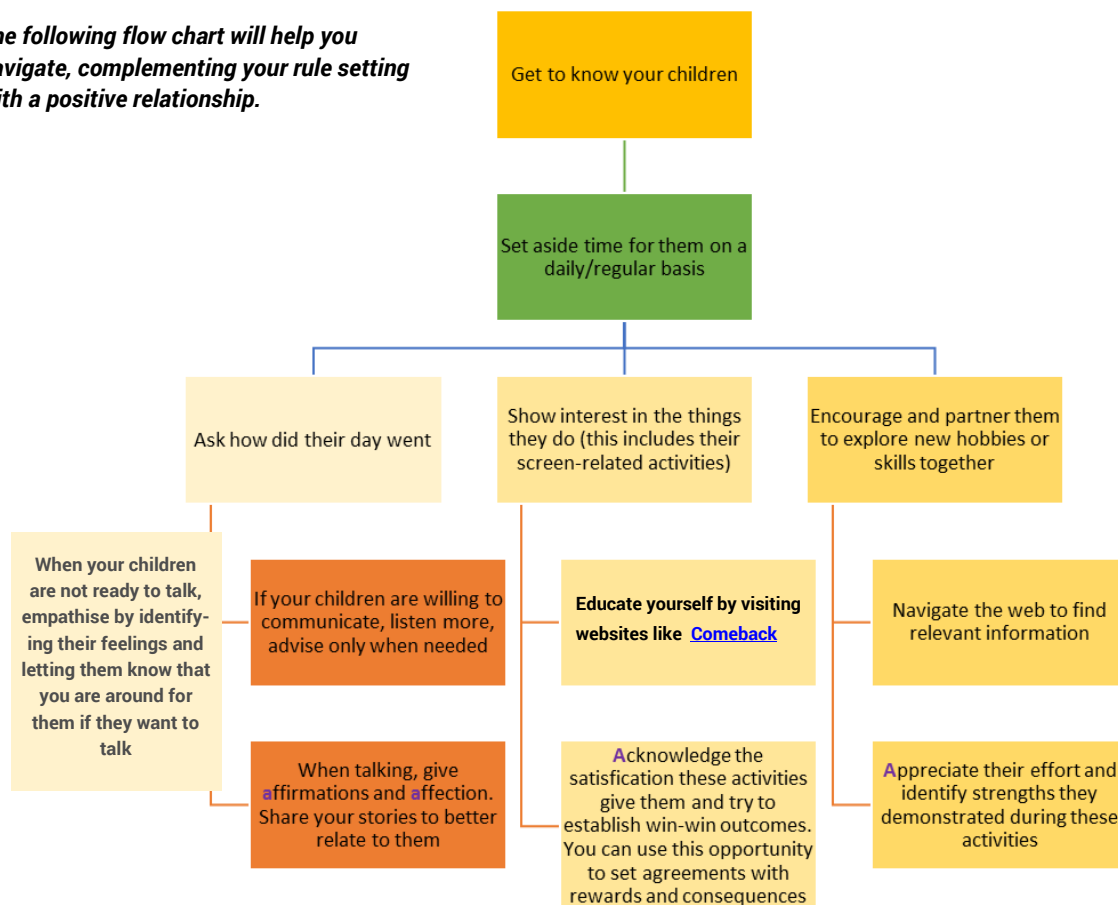 he following flow chart will help you
avigate, complementing your rule setting
ith a positive relationship.
Get to know your children
Set aside time for them on a
daily/regular basis
Ask how did their day went
Show interest in the things
they do (this includes their
screen-related activities)
Encourage and partner them
to explore new hobbies or
skills together
When your children
are not ready to talk,
empathise by identify-
ing their feelings and
letting them know that
you are around for
them if they want to
talk
If your children are willing to
communicate, listen more,
advise only when needed
Educate yourself by visiting
websites like Comeback
Navigate the web to find
relevant information
When talking, give
affirmations and affection.
Share your stories to better
relate to them
Acknowledge the
satisfication these activities
give them and try to
establish win-win outcomes.
You can use this opportunity
to set agreements with
rewards and consequences
Appreciate their effort and
identify strengths they
demonstrated during these
activities